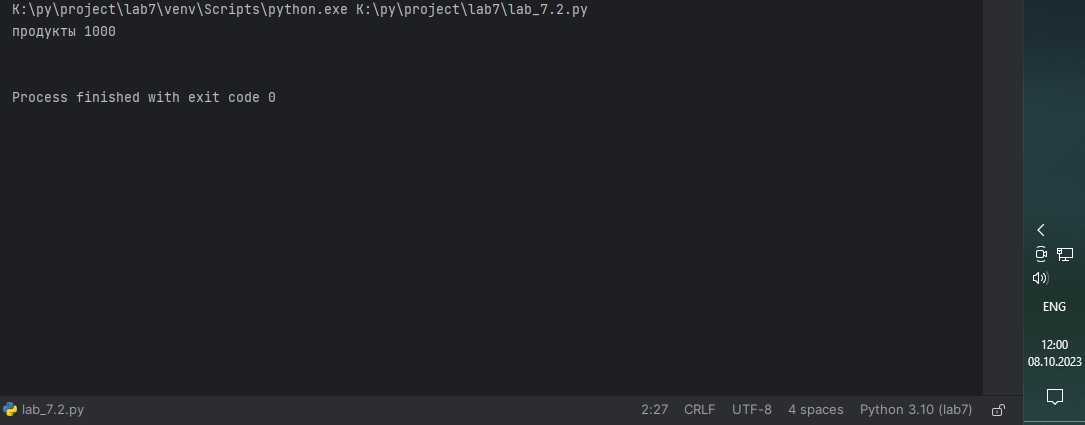 K:\py\project\lab7\venv\Scripts\python.exe K:\py\project\lab7\lab_7.2.py
продукты 1000
Process finished with exit code 0
ENG
12:00
08.10.2023
lab_7.2.py 2:27 CRLF UTF-8 4 spaces Python 3.10 (lab7)